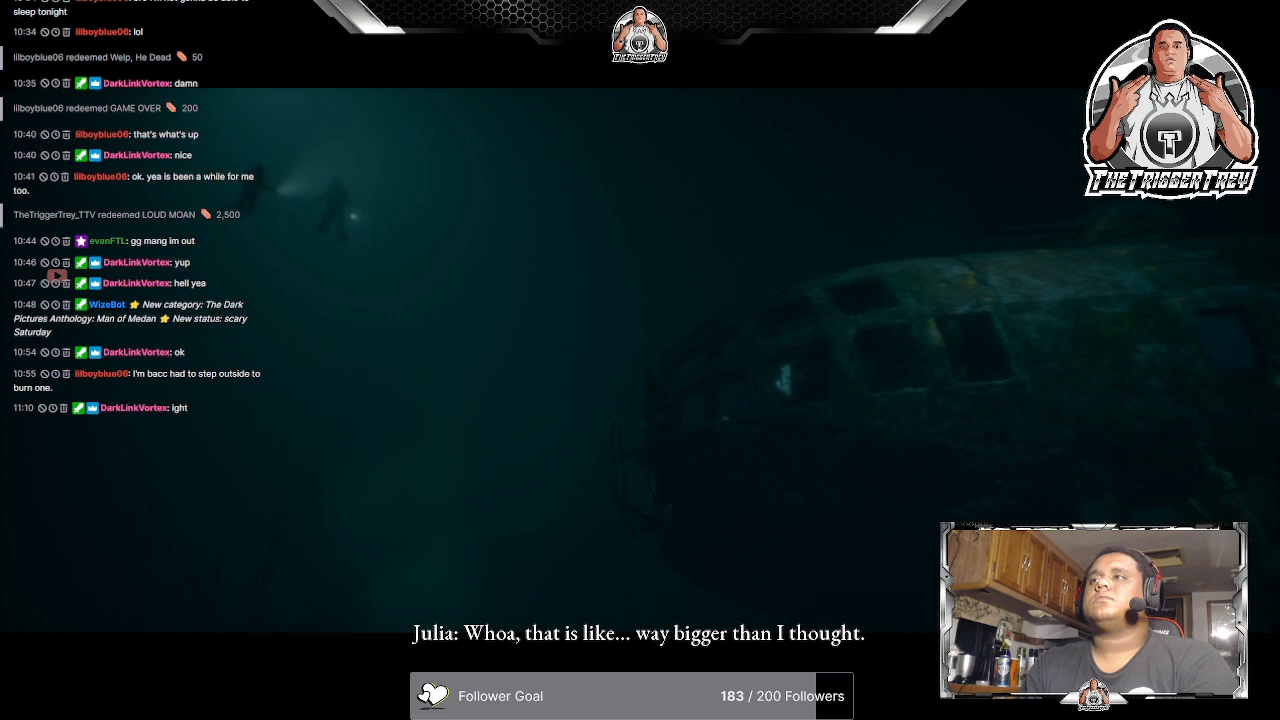 sleep tonight
10:34 lilboyblue06: lol
lilboyblue06 redeemed Welp, He Dead 50
10:35 DarkLinkVortex: damn
lilboyblue06 redeemed GAME OVER 200
10:40 lilboyblue06: that's what's up
10:40 DarkLinkVortex: nice
10:41 lilboyblue06: ok. yea is been a while for me
too.
TheTriggerTrey_TTV redeemed LOUD MOAN 2,500
10:44 evanFTL: gg mang im out
10:46 DarkLinkVortex: yup
10:47 DarkLinkVortex: hell yea
10:48 WizeBot New category: The Dark
Pictures Anthology: Man of Medan New status: scary
Saturday
10:54 DarkLinkVortex: ok
10:55 lilboyblue06: I'm bacc had to step outside to
burn one.
11:10 DarkLinkVortex: ight
THETRIGGERTREY
T
THETRIGGERTREY
Julia: Whoa, that is like... way bigger than I thought.
Follower Goal 183 / 200 Followers